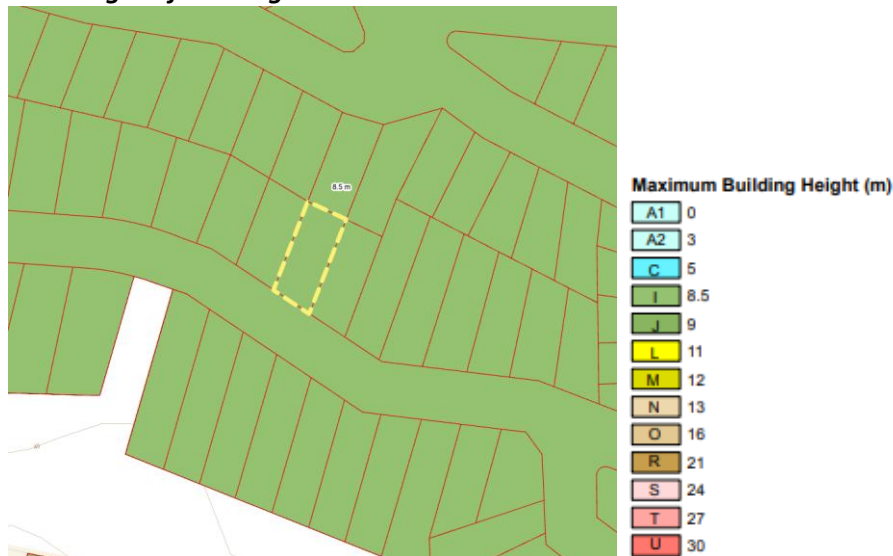 8.5 m
Maximum Building Height (m)
A1 0
A2 3
C 5
I 8.5
J 9
L 11
M 12
N 13
O 16
R 21
S 24
T 27
U 30